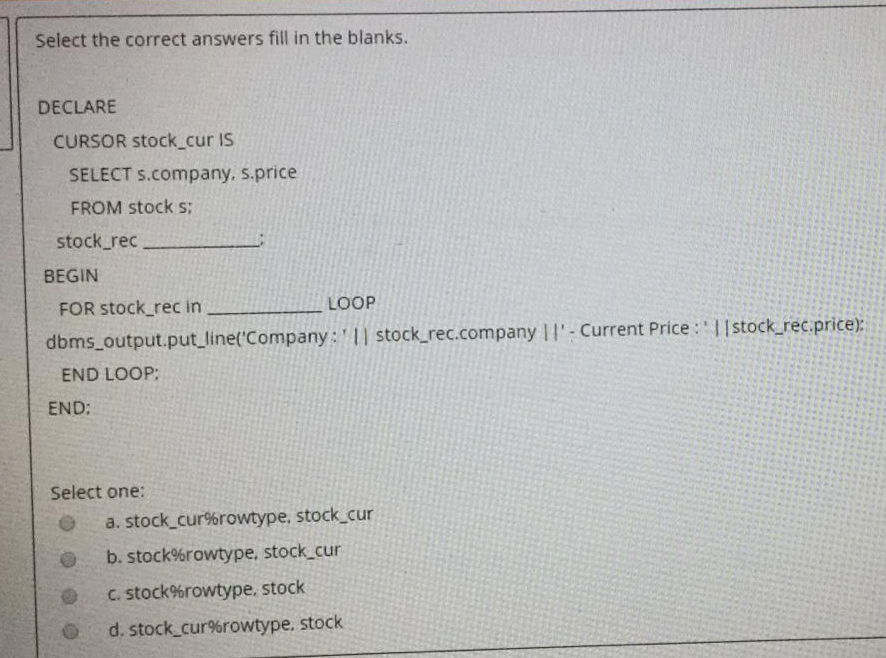 Select the correct answers fill in the blanks.
DECLARE
CURSOR stock_cur IS
SELECT s.company, s.price
FROM stock s;
stock_rec ____________;
BEGIN
FOR stock_rec in ____________ LOOP
dbms_output.put_line('Company : ' || stock_rec.company ||' - Current Price : ' ||stock_rec.price);
END LOOP;
END;
Select one:
a. stock_cur%rowtype, stock_cur
b. stock%rowtype, stock_cur
c. stock%rowtype, stock
d. stock_cur%rowtype, stock